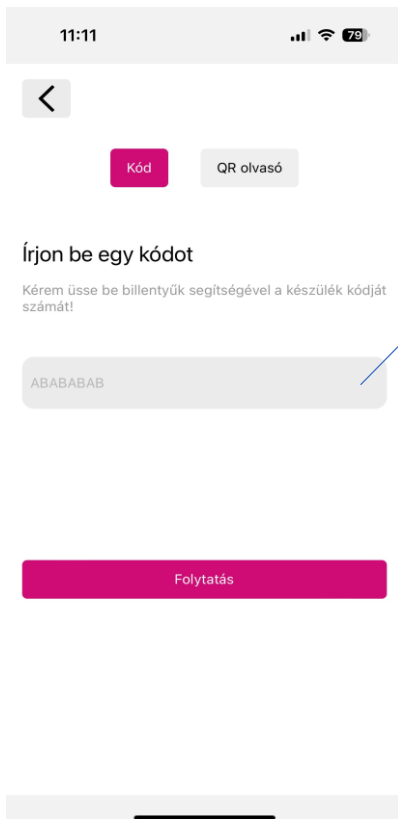 11:11
79
Kód
QR olvasó
Írjon be egy kódot
Kérem üsse be billentyűk segítségével a készülék kódját
számát!
ABABABAB
Folytatás